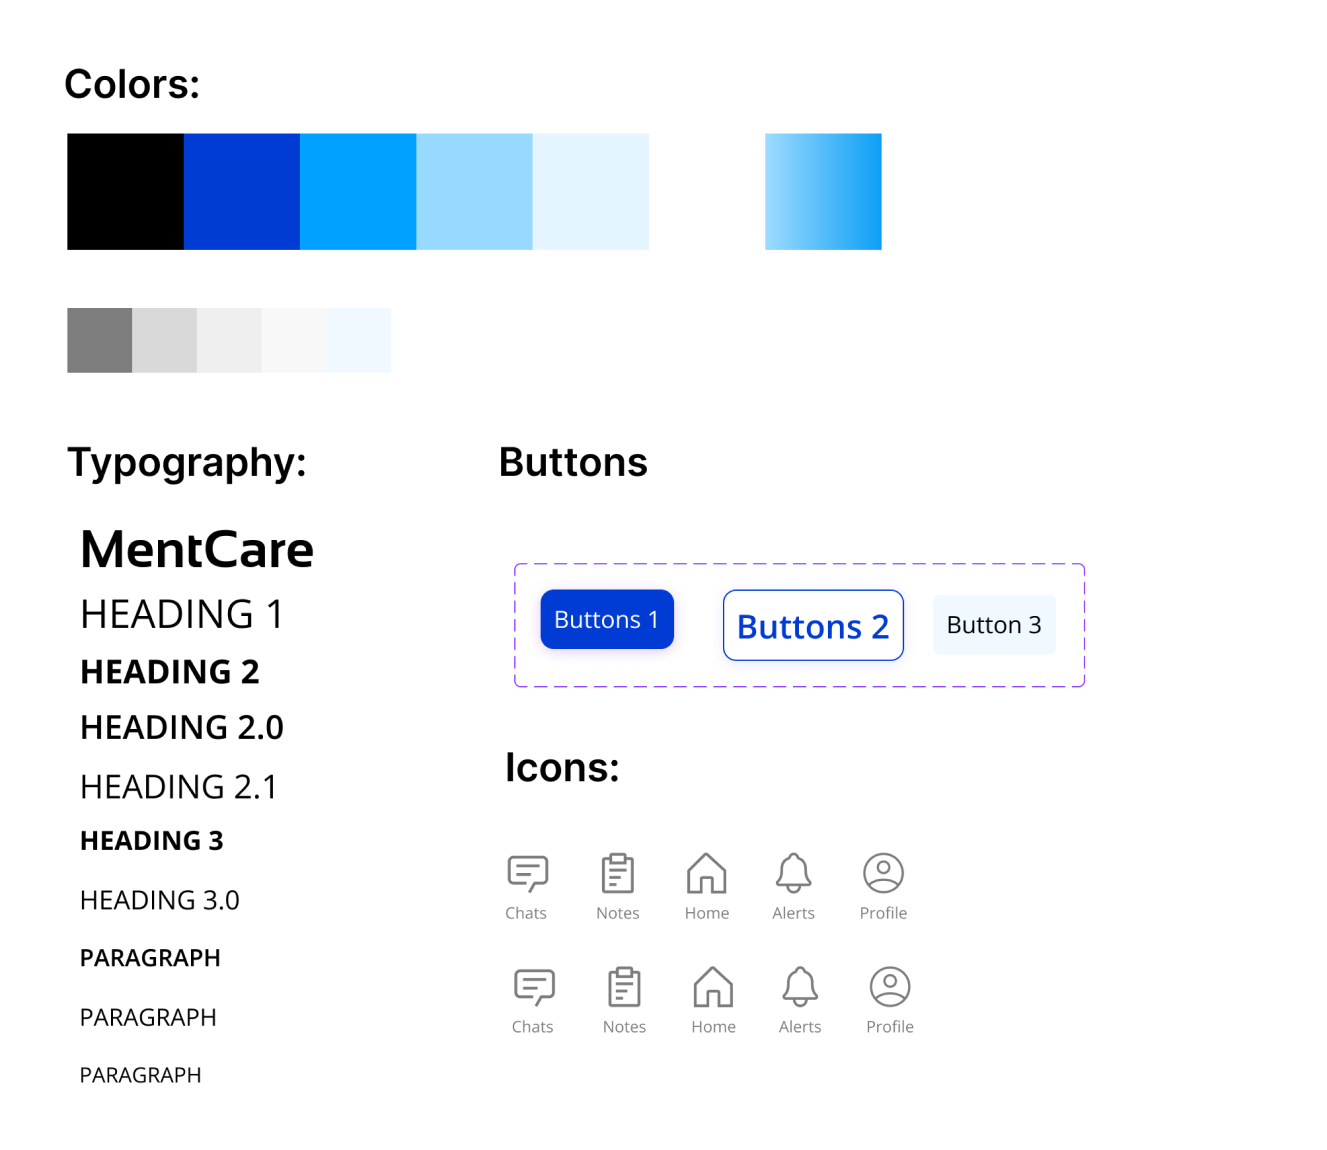 Colors:
Typography:
MentCare
HEADING 1
HEADING 2
HEADING 2.0
HEADING 2.1
HEADING 3
HEADING 3.0
PARAGRAPH
PARAGRAPH
PARAGRAPH
Buttons
Buttons 1
Buttons 2
Button 3
Icons:
Chats Notes Home Alerts Profile
Chats Notes Home Alerts Profile